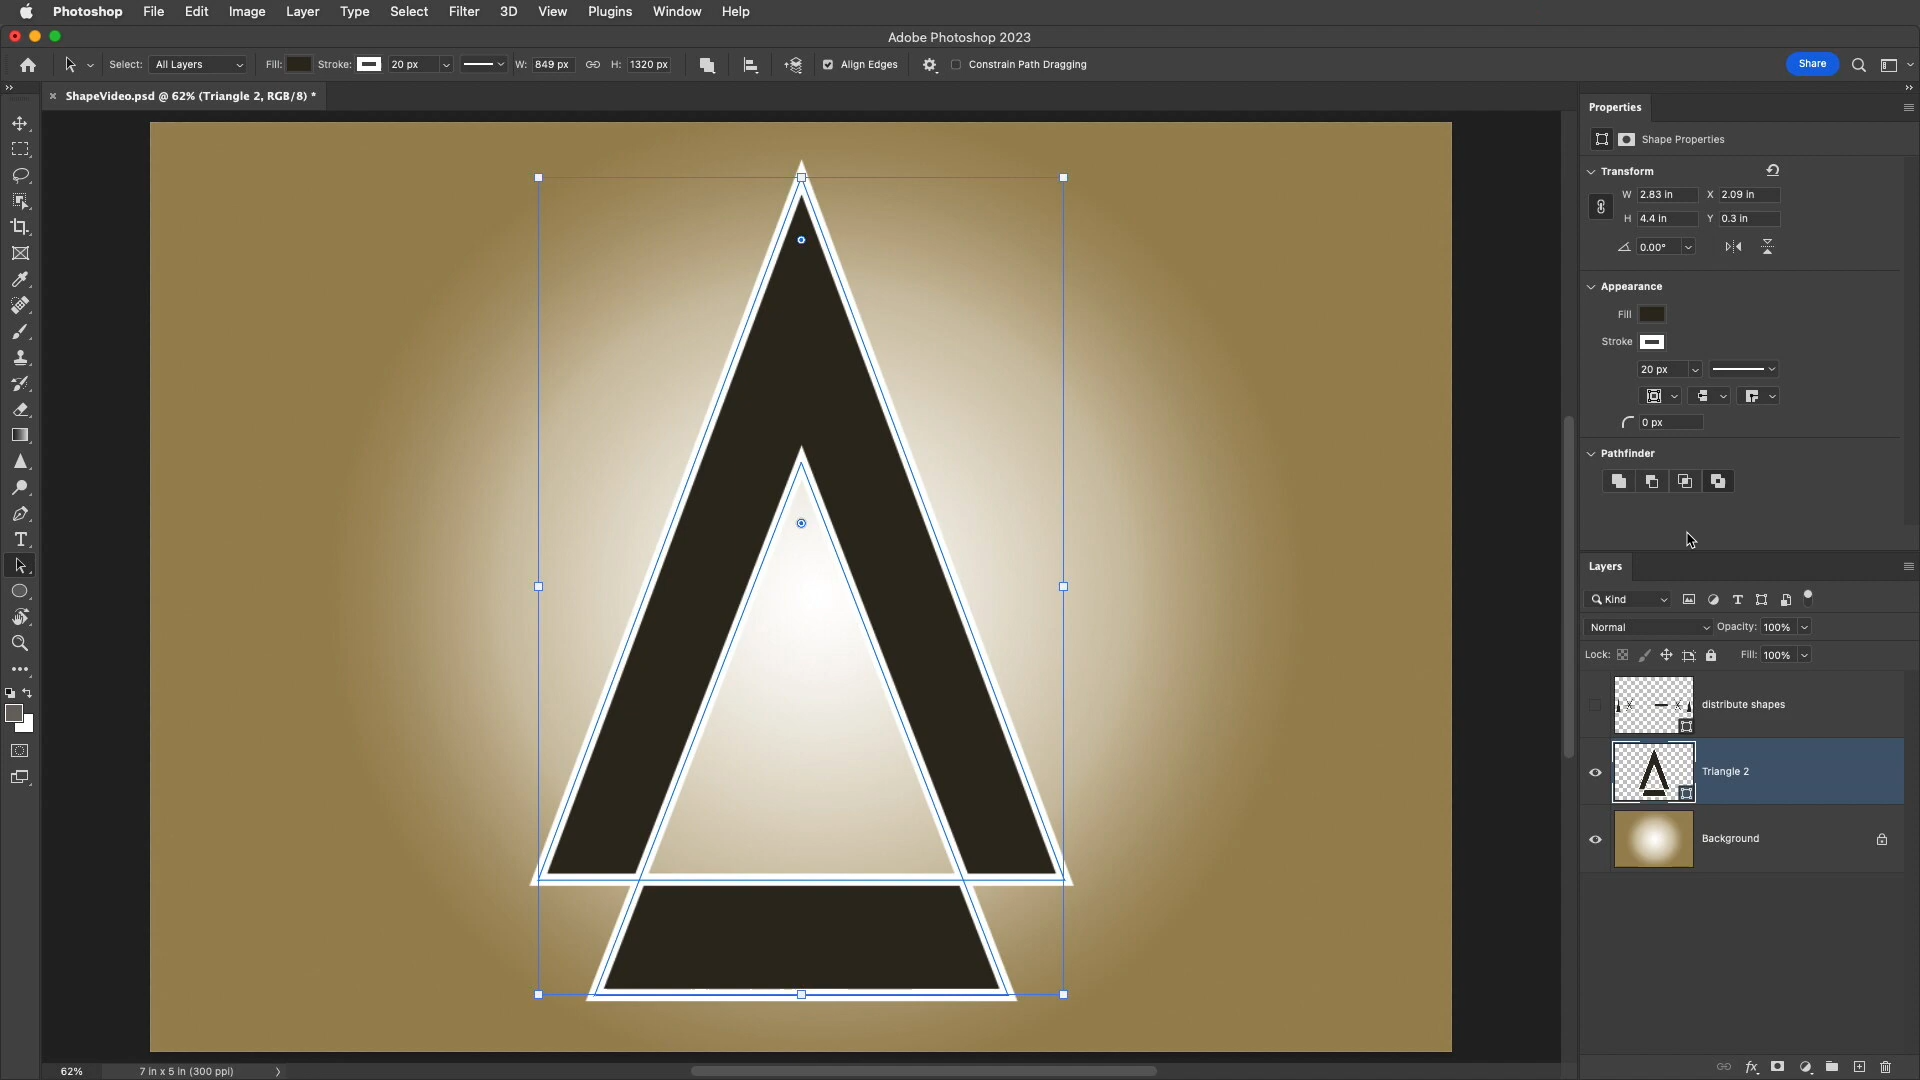 Photoshop File Edit Image Layer Type Select Filter 3D View Plugins Window Help
Adobe Photoshop 2023
Select: All Layers Fill: Stroke: 20 px W: 849 px H: 1320 px Align Edges Constrain Path Dragging Share
ShapeVideo.psd @ 62% (Triangle 2, RGB/8) *
Properties
Shape Properties
Transform
W 2.83 in X 2.09 in
H 4.4 in Y 0.3 in
0.00°
Appearance
Fill
Stroke
20 px
0 px
Pathfinder
Layers
Kind
Normal Opacity: 100%
Lock: Fill: 100%
distribute shapes
Triangle 2
Background
62% 7 in x 5 in (300 ppi)